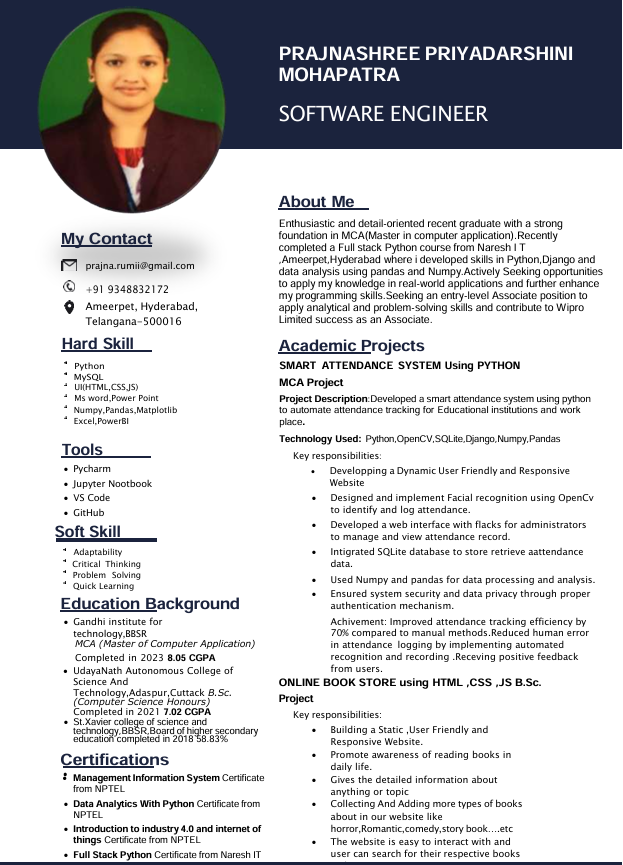 PRAJNASHREE PRIYADARSHINI
MOHAPATRA
SOFTWARE ENGINEER
My Contact
prajna.rumii@gmail.com
+91 9348832172
Ameerpet, Hyderabad,
Telangana-500016
Hard Skill
Python
MySQL
UI(HTML,CSS,JS)
Ms word,Power Point
Numpy,Pandas,Matplotlib
Excel,PowerBI
Tools
Pycharm
Jupyter Nootbook
VS Code
GitHub
Soft Skill
Adaptability
Critical Thinking
Problem Solving
Quick Learning
Education Background
Gandhi institute for
technology,BBSR
MCA (Master of Computer Application)
Completed in 2023 8.05 CGPA
UdayaNath Autonomous College of
Science And
Technology,Adaspur,Cuttack B.Sc.
(Computer Science Honours)
Completed in 2021 7.02 CGPA
St.Xavier college of science and
technology,BBSR,Board of higher secondary
education completed in 2018 58.83%
Certifications
Management Information System Certificate
from NPTEL
Data Analytics With Python Certificate from
NPTEL
Introduction to industry 4.0 and internet of
things Certificate from NPTEL
Full Stack Python Certificate from Naresh IT
About Me
Enthusiastic and detail-oriented recent graduate with a strong
foundation in MCA(Master in computer application).Recently
completed a Full stack Python course from Naresh I T
,Ameerpet,Hyderabad where i developed skills in Python,Django and
data analysis using pandas and Numpy.Actively Seeking opportunities
to apply my knowledge in real-world applications and further enhance
my programming skills.Seeking an entry-level Associate position to
apply analytical and problem-solving skills and contribute to Wipro
Limited success as an Associate.
Academic Projects
SMART ATTENDANCE SYSTEM Using PYTHON
MCA Project
Project Description:Developed a smart attendance system using python
to automate attendance tracking for Educational institutions and work
place.
Technology Used: Python,OpenCV,SQLite,Django,Numpy,Pandas
Key responsibilities:
Developping a Dynamic User Friendly and Responsive
Website
Designed and implement Facial recognition using OpenCv
to identify and log attendance.
Developed a web interface with flacks for administrators
to manage and view attendance record.
Intigrated SQLite database to store retrieve aattendance
data.
Used Numpy and pandas for data processing and analysis.
Ensured system security and data privacy through proper
authentication mechanism.
Achivement: Improved attendance tracking efficiency by
70% compared to manual methods.Reduced human error
in attendance logging by implementing automated
recognition and recording .Receving positive feedback
from users.
ONLINE BOOK STORE using HTML ,CSS ,JS B.Sc.
Project
Key responsibilities:
Building a Static ,User Friendly and
Responsive Website.
Promote awareness of reading books in
daily life.
Gives the detailed information about
anything or topic
Collecting And Adding more types of books
about in our website like
horror,Romantic,comedy,story book....etc
The website is easy to interact with and
user can search for their respective books